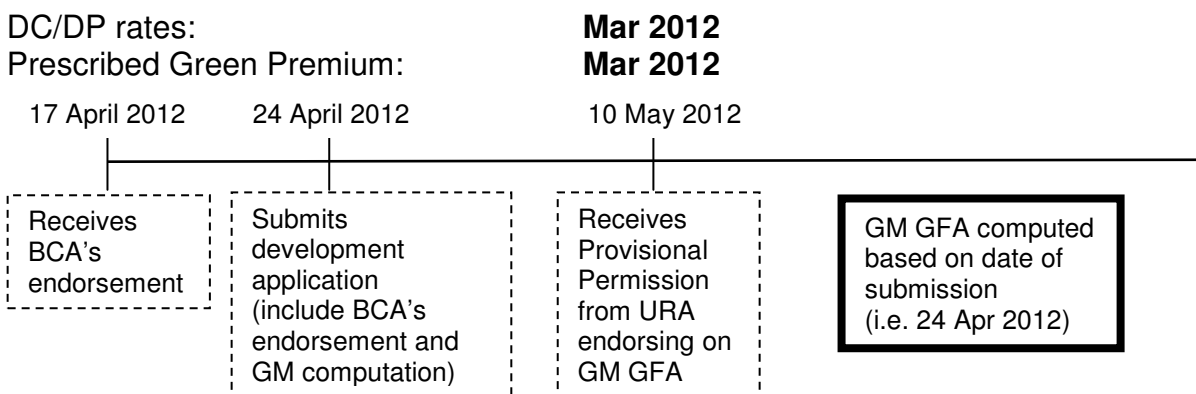 DC/DP rates: Mar 2012
Prescribed Green Premium: Mar 2012
17 April 2012 24 April 2012 10 May 2012
Receives
BCA's
endorsement
Submits
development
application
(include BCA's
endorsement and
GM computation)
Receives
Provisional
Permission
from URA
endorsing on
GM GFA
GM GFA computed
based on date of
submission
(i.e. 24 Apr 2012)